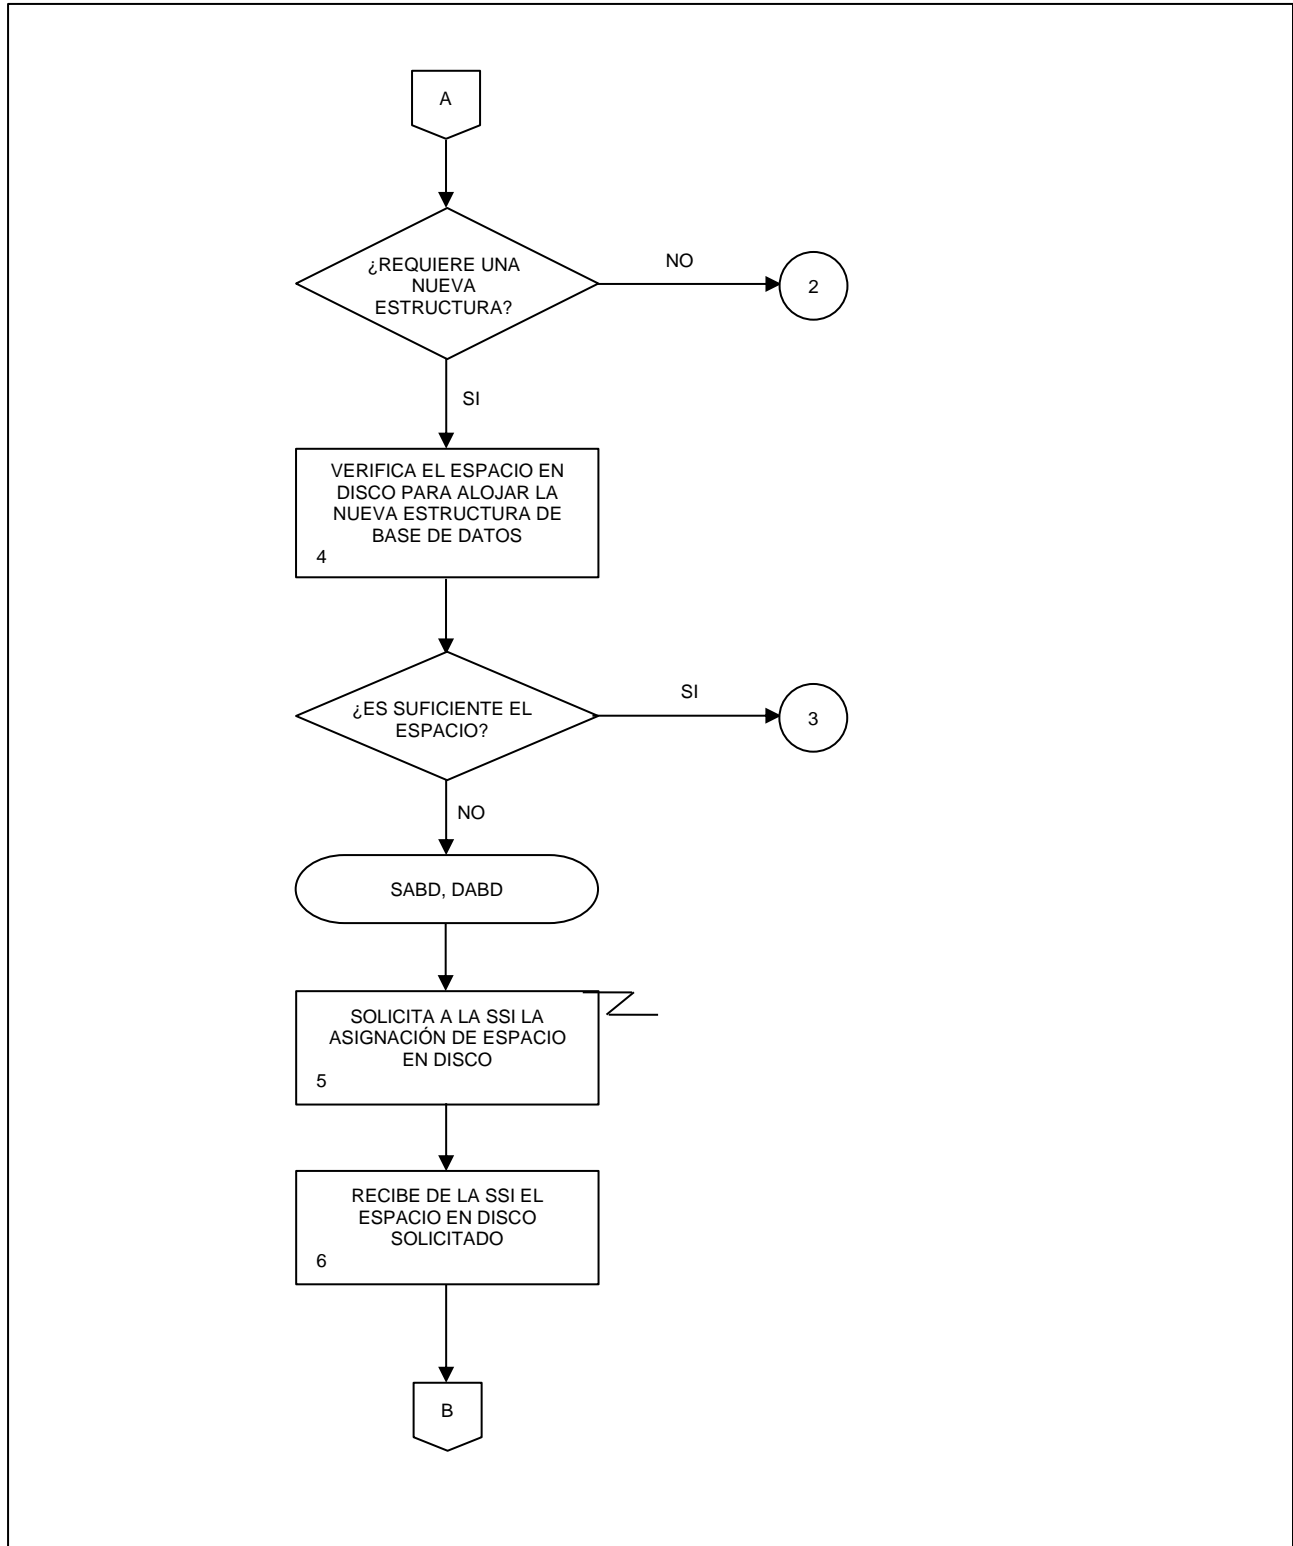 A
¿REQUIERE UNA
NUEVA
ESTRUCTURA?
NO
2
SI
VERIFICA EL ESPACIO EN
DISCO PARA ALOJAR LA
NUEVA ESTRUCTURA DE
BASE DE DATOS
4
¿ES SUFICIENTE EL
ESPACIO?
SI
3
NO
SABD, DABD
SOLICITA A LA SSI LA
ASIGNACIÓN DE ESPACIO
EN DISCO
5
RECIBE DE LA SSI EL
ESPACIO EN DISCO
SOLICITADO
6
B